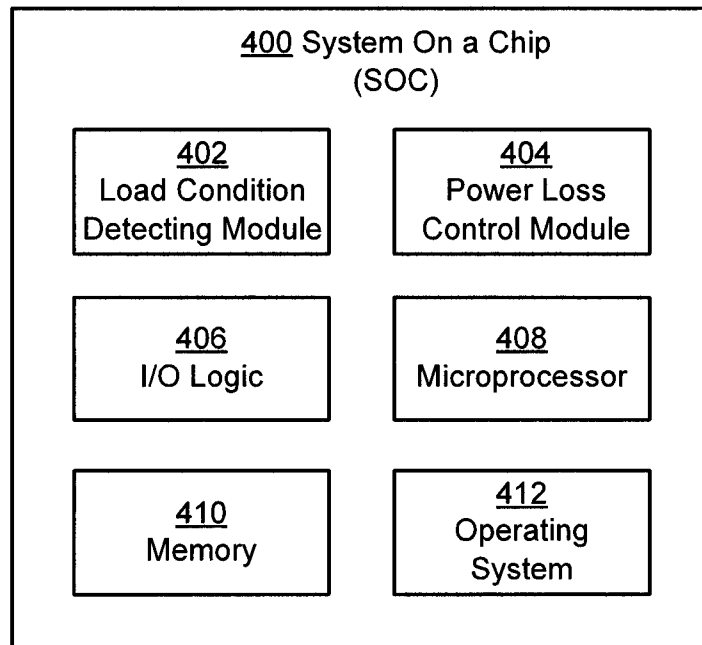 400 System On a Chip
(SOC)
402
Load Condition
Detecting Module
404
Power Loss
Control Module
406
I/O Logic
408
Microprocessor
410
Memory
412
Operating
System